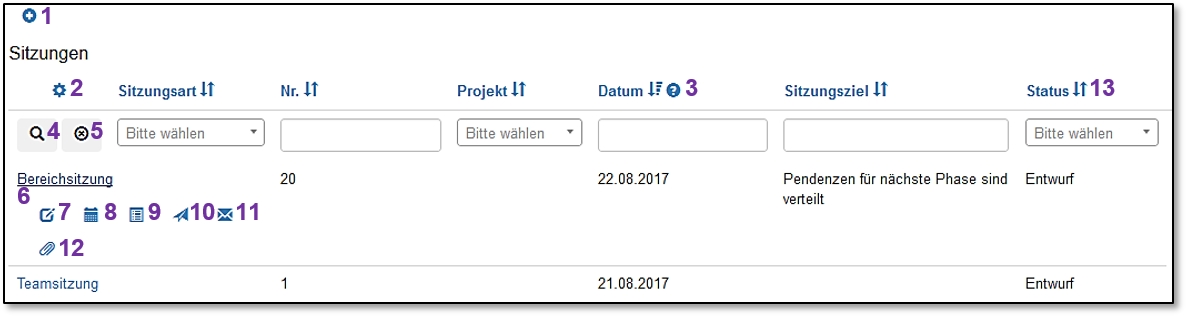 1
Sitzungen
2 Sitzungsart Nr. Projekt Datum 3 Sitzungsziel Status 13
4 5 Bitte wählen Bitte wählen Bitte wählen
Bereichsitzung 20 22.08.2017 Pendenzen für nächste Phase sind Entwurf
6 verteilt
7 8 9 10 11
12
Teamsitzung 1 21.08.2017 Entwurf